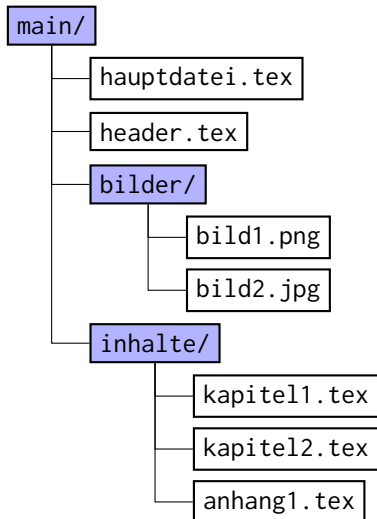 main/
hauptdatei.tex
header.tex
bilder/
bild1.png
bild2.jpg
inhalte/
kapitel1.tex
kapitel2.tex
anhang1.tex